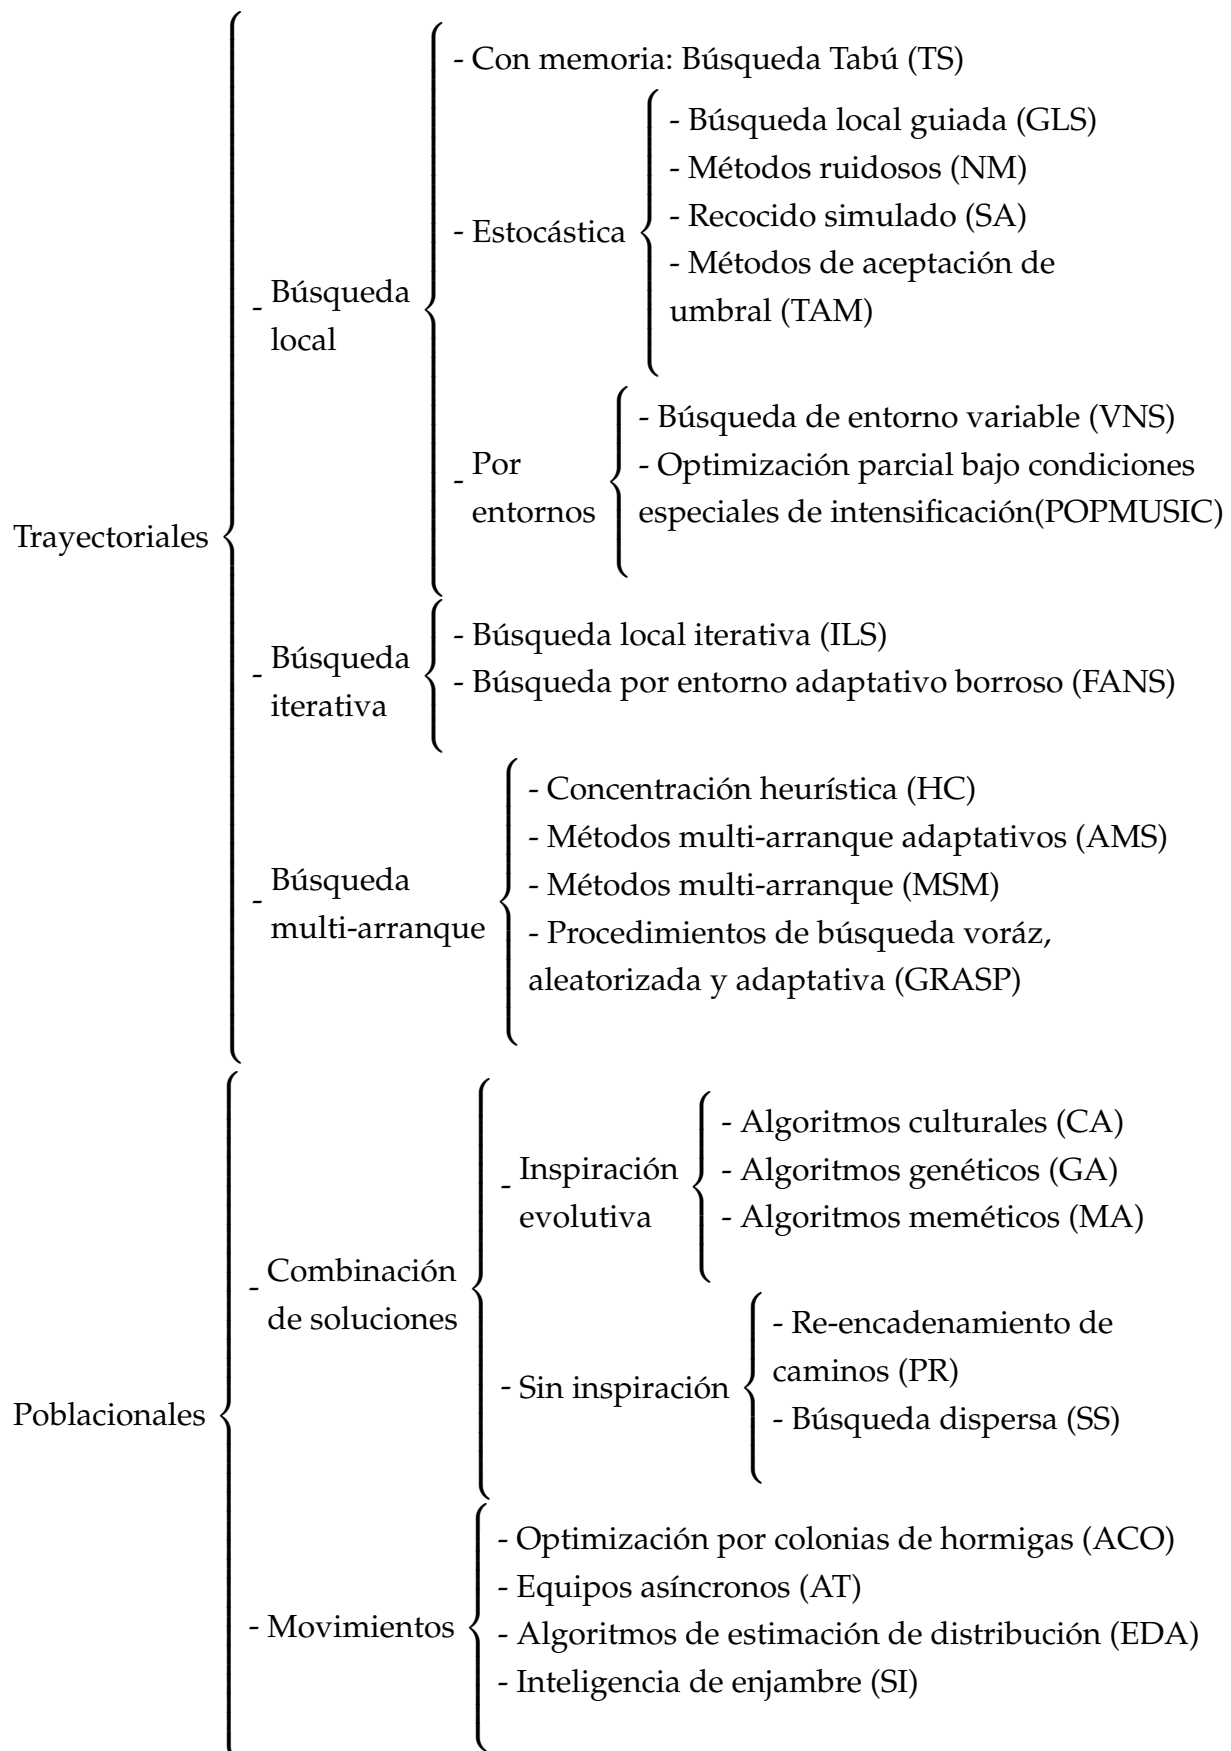 Trayectoriales
- Búsqueda
local
- Con memoria: Búsqueda Tabú (TS)
- Estocástica
- Búsqueda local guiada (GLS)
- Métodos ruidosos (NM)
- Recocido simulado (SA)
- Métodos de aceptación de
umbral (TAM)
- Por
entornos
- Búsqueda de entorno variable (VNS)
- Optimización parcial bajo condiciones
especiales de intensificación(POPMUSIC)
- Búsqueda
iterativa
- Búsqueda local iterativa (ILS)
- Búsqueda por entorno adaptativo borroso (FANS)
- Búsqueda
multi-arranque
- Concentración heurística (HC)
- Métodos multi-arranque adaptativos (AMS)
- Métodos multi-arranque (MSM)
- Procedimientos de búsqueda voráz,
aleatorizada y adaptativa (GRASP)
Poblacionales
- Combinación
de soluciones
- Inspiración
evolutiva
- Algoritmos culturales (CA)
- Algoritmos genéticos (GA)
- Algoritmos meméticos (MA)
- Sin inspiración
- Re-encadenamiento de
caminos (PR)
- Búsqueda dispersa (SS)
- Movimientos
- Optimización por colonias de hormigas (ACO)
- Equipos asíncronos (AT)
- Algoritmos de estimación de distribución (EDA)
- Inteligencia de enjambre (SI)